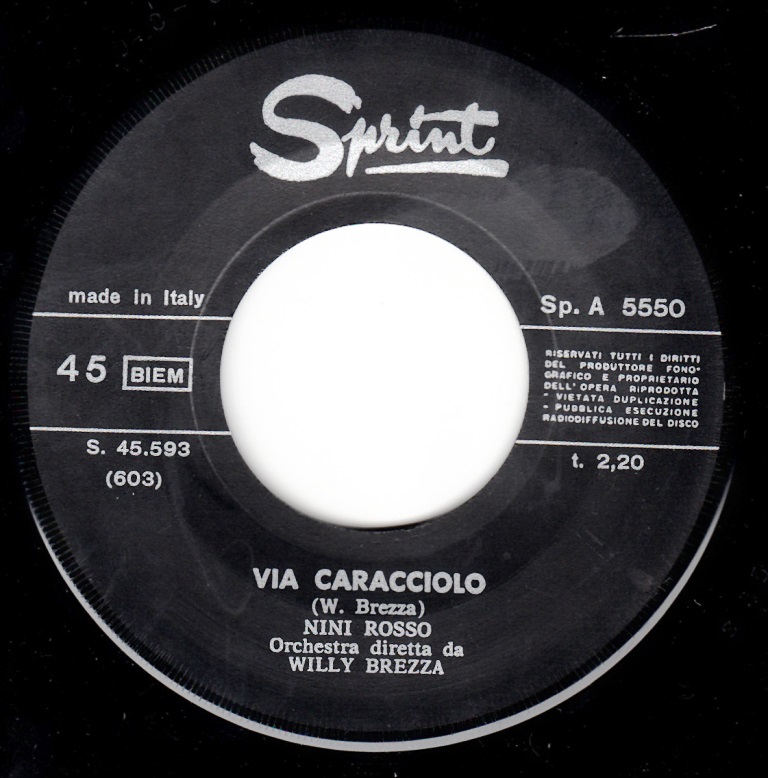 Sprint
made in Italy
Sp. A 5550
45 BIEM
RISERVATI TUTTI I DIRITTI
DEL PRODUTTORE FONO-
GRAFICO E PROPRIETARIO
DELL'OPERA RIPRODOTTA
- VIETATA DUPLICAZIONE
- PUBBLICA ESECUZIONE
RADIODIFFUSIONE DEL DISCO
S. 45.593
(603)
t. 2,20
VIA CARACCIOLO
(W. Brezza)
NINI ROSSO
Orchestra diretta da
WILLY BREZZA